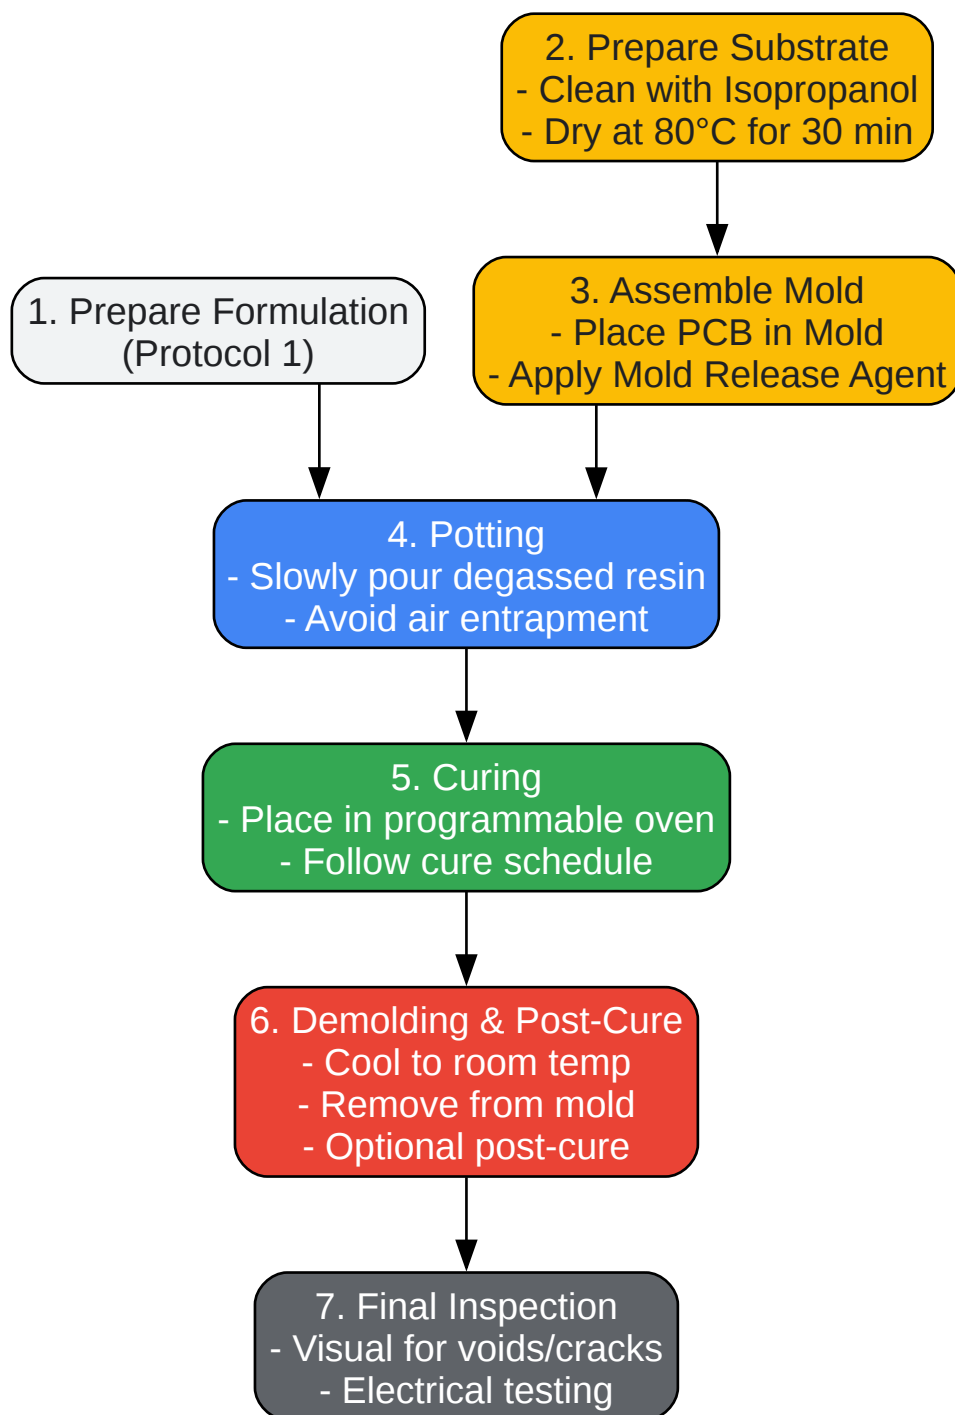 2. Prepare Substrate
- Clean with Isopropanol
- Dry at 80°C for 30 min
1. Prepare Formulation
(Protocol 1)
3. Assemble Mold
- Place PCB in Mold
- Apply Mold Release Agent
4. Potting
- Slowly pour degassed resin
- Avoid air entrapment
5. Curing
- Place in programmable oven
- Follow cure schedule
6. Demolding & Post-Cure
- Cool to room temp
- Remove from mold
- Optional post-cure
7. Final Inspection
- Visual for voids/cracks
- Electrical testing